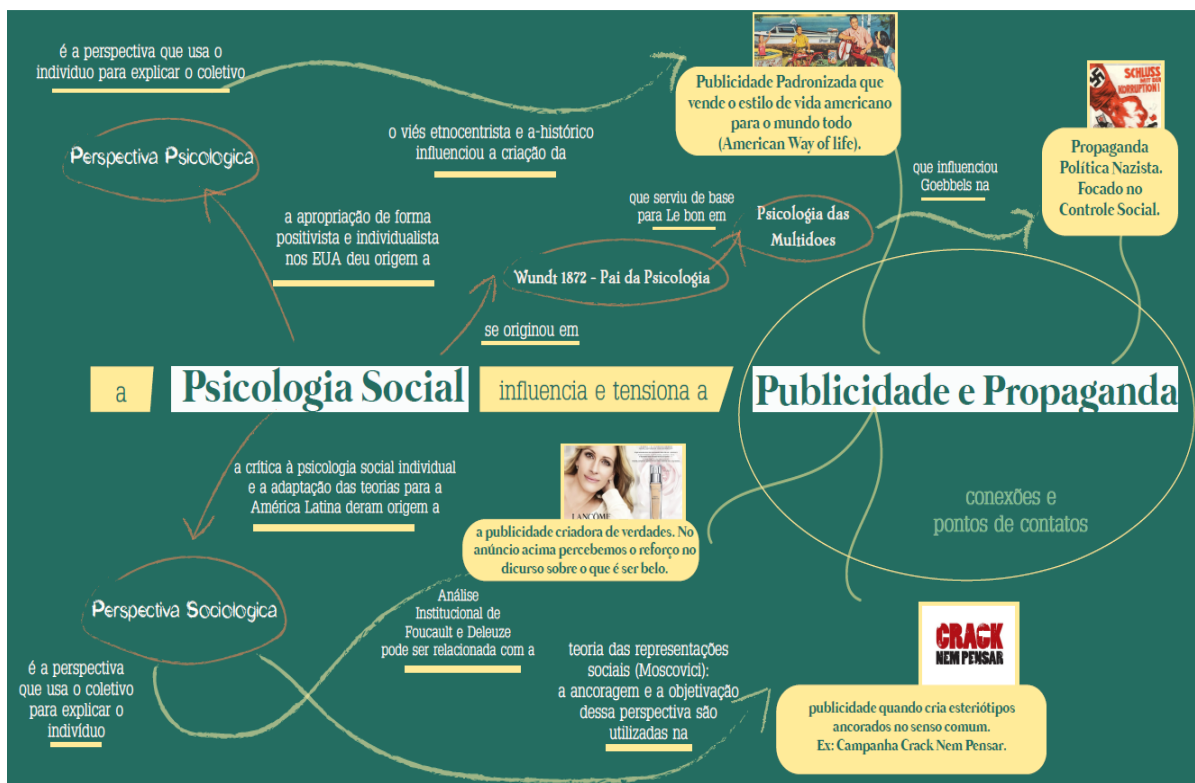 é a perspectiva que usa o
indivíduo para explicar o coletivo
Perspectiva Psicologica
o viés etnocentrista e a-histórico
influenciou a criação da
Publicidade Padronizada que
vende o estilo de vida americano
para o mundo todo
(American Way of life).
SCHLUSS
MIT DER
KORRUPTION!
Propaganda
Política Nazista.
Focado no
Controle Social.
que influenciou
Goebbels na
que serviu de base
para Le bon em
Psicologia das
Multidoes
a apropriação de forma
positivista e individualista
nos EUA deu origem a
Wundt 1872 - Pai da Psicologia
se originou em
a
Psicologia Social
influencia e tensiona a
Publicidade e Propaganda
a crítica à psicologia social individual
e a adaptação das teorias para a
América Latina deram origem a
LANCÔME
a publicidade criadora de verdades. No
anúncio acima percebemos o reforço no
dicurso sobre o que é ser belo.
conexões e
pontos de contatos
Perspectiva Sociologica
Análise
Institucional de
Foucault e Deleuze
pode ser relacionada com a
é a perspectiva
que usa o coletivo
para explicar o
indivíduo
teoria das representações
sociais (Moscovici):
a ancoragem e a objetivação
dessa perspectiva são
utilizadas na
CRACK
NEM PENSAR
publicidade quando cria esteriótipos
ancorados no senso comum.
Ex: Campanha Crack Nem Pensar.